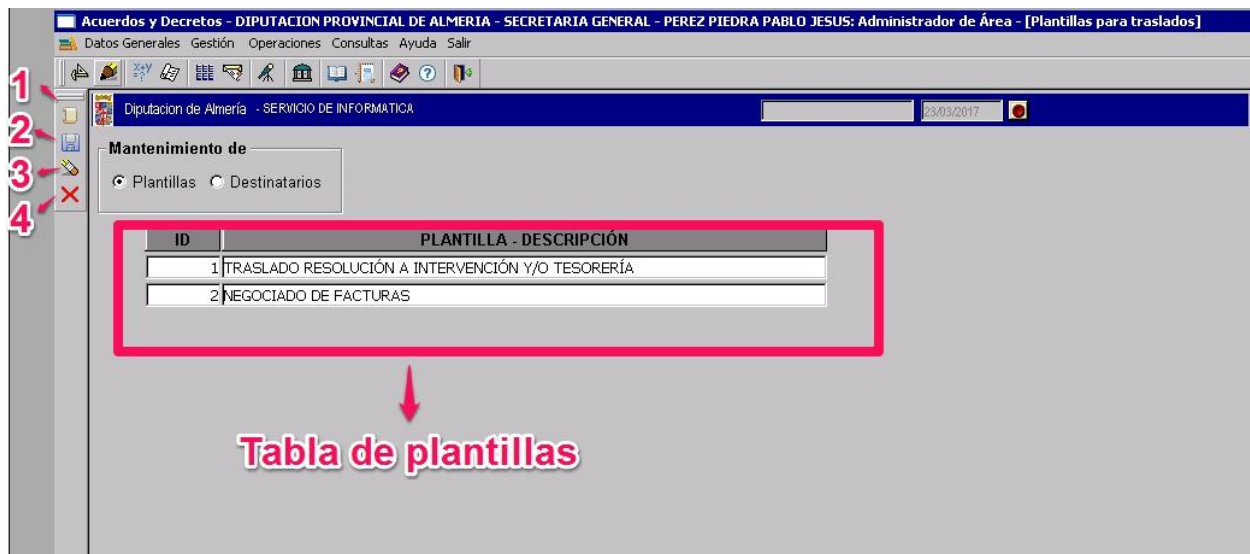 Acuerdos y Decretos - DIPUTACION PROVINCIAL DE ALMERIA - SECRETARIA GENERAL - PEREZ PIEDRA PABLO JESUS: Administrador de Área - [Plantillas para traslados]
Datos Generales Gestión Operaciones Consultas Ayuda Salir
X+Y
=?
1
Diputacion de Almería - SERVICIO DE INFORMATICA
23/03/2017
2
Mantenimiento de
3
Plantillas Destinatarios
4
ID PLANTILLA - DESCRIPCIÓN
1 TRASLADO RESOLUCIÓN A INTERVENCIÓN Y/O TESORERÍA
2 NEGOCIADO DE FACTURAS
Tabla de plantillas